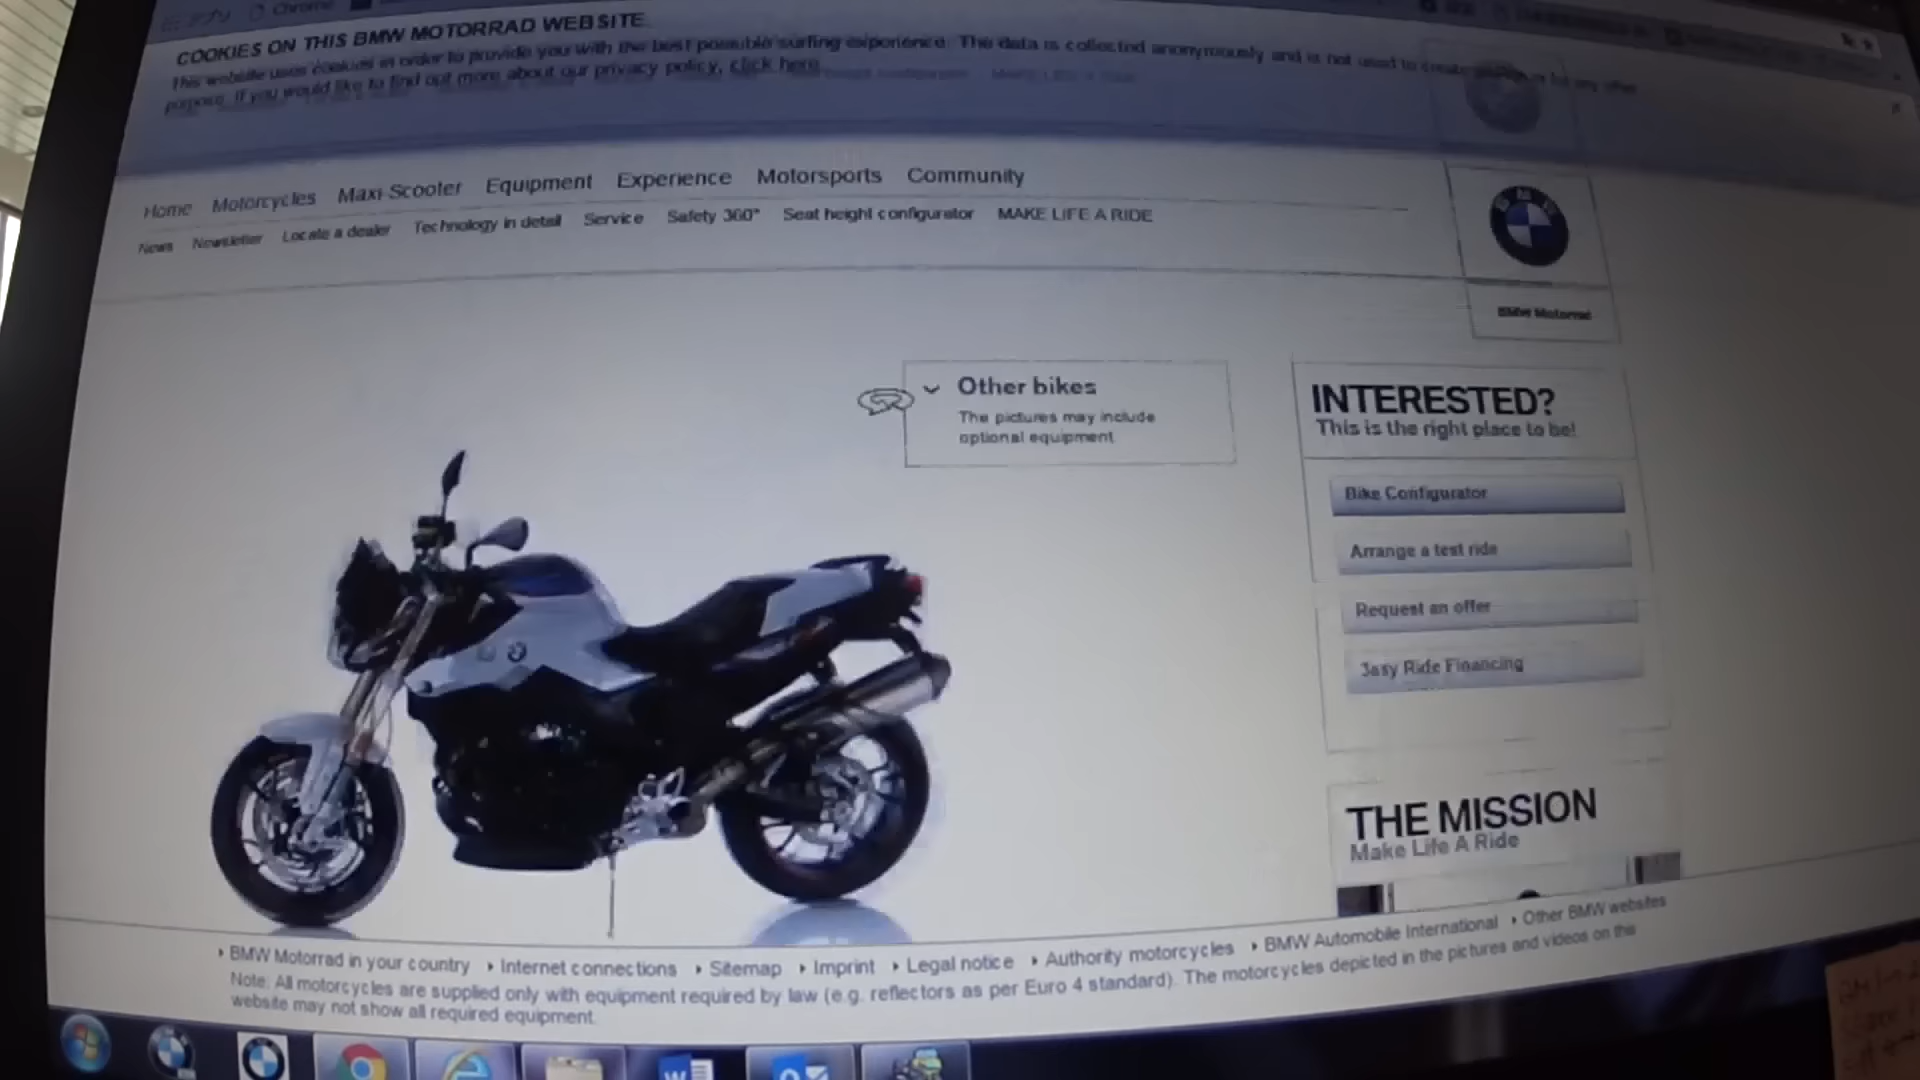 アプリ Chrome
COOKIES ON THIS BMW MOTORRAD WEBSITE.
This website uses cookies in order to provide you with the best possible surfing experience. The data is collected anonymously and is not used to create or for any other
purpose. If you would like to find out more about our privacy policy, click here
Home Motorcycles Maxi-Scooter Equipment Experience Motorsports Community
News Newsletter Locate a dealer Technology in detail Service Safety 360° Seat height configurator MAKE LIFE A RIDE
BMW
BMW Motorrad
Other bikes
The pictures may include
optional equipment
INTERESTED?
This is the right place to be!
Bike Configurator
Arrange a test ride
Request an offer
3asy Ride Financing
THE MISSION
Make Life A Ride
BMW Motorrad in your country Internet connections Sitemap Imprint Legal notice Authority motorcycles BMW Automobile International Other BMW websites
Note: All motorcycles are supplied only with equipment required by law (e.g. reflectors as per Euro 4 standard). The motorcycles depicted in the pictures and videos on this
website may not show all required equipment.